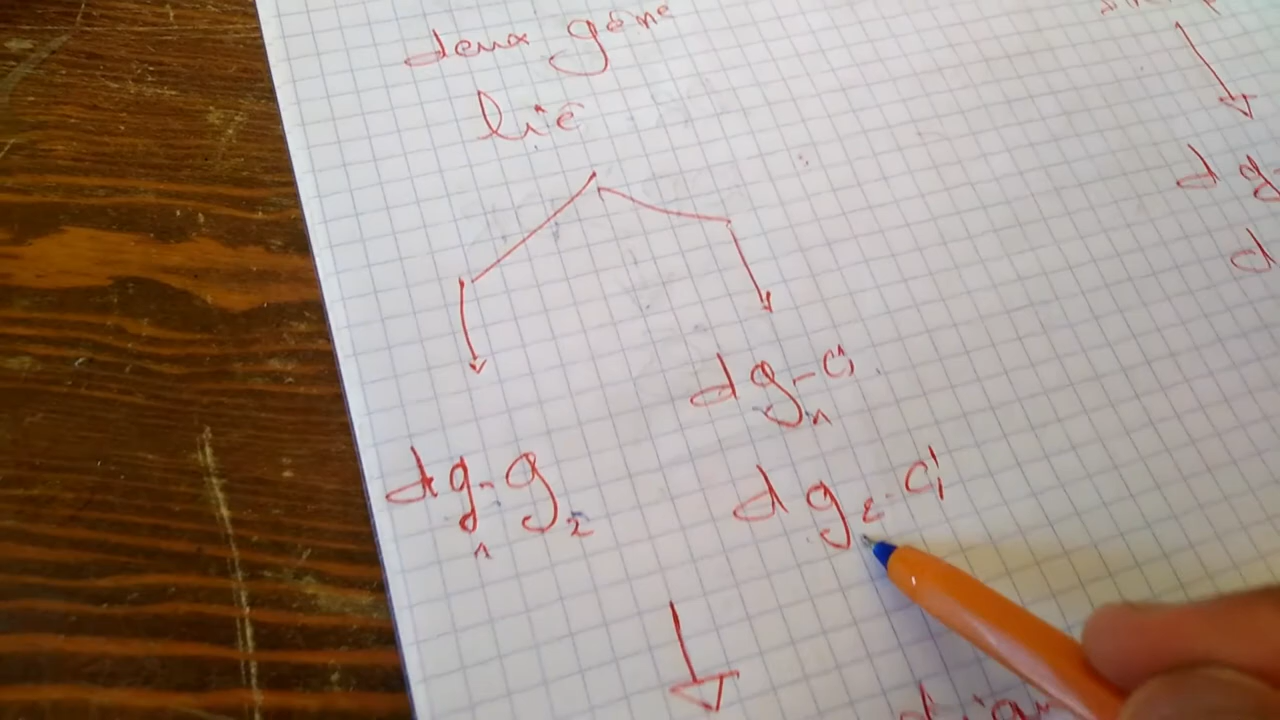 deux gène
lié
d g1 - g2
d g1 - Ci
d g2 - Ci
d g
d